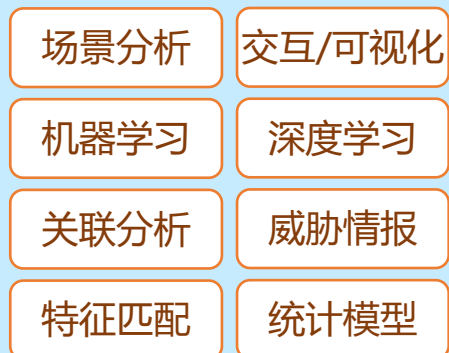 场景分析
交互/可视化
机器学习
深度学习
关联分析
威胁情报
特征匹配
统计模型